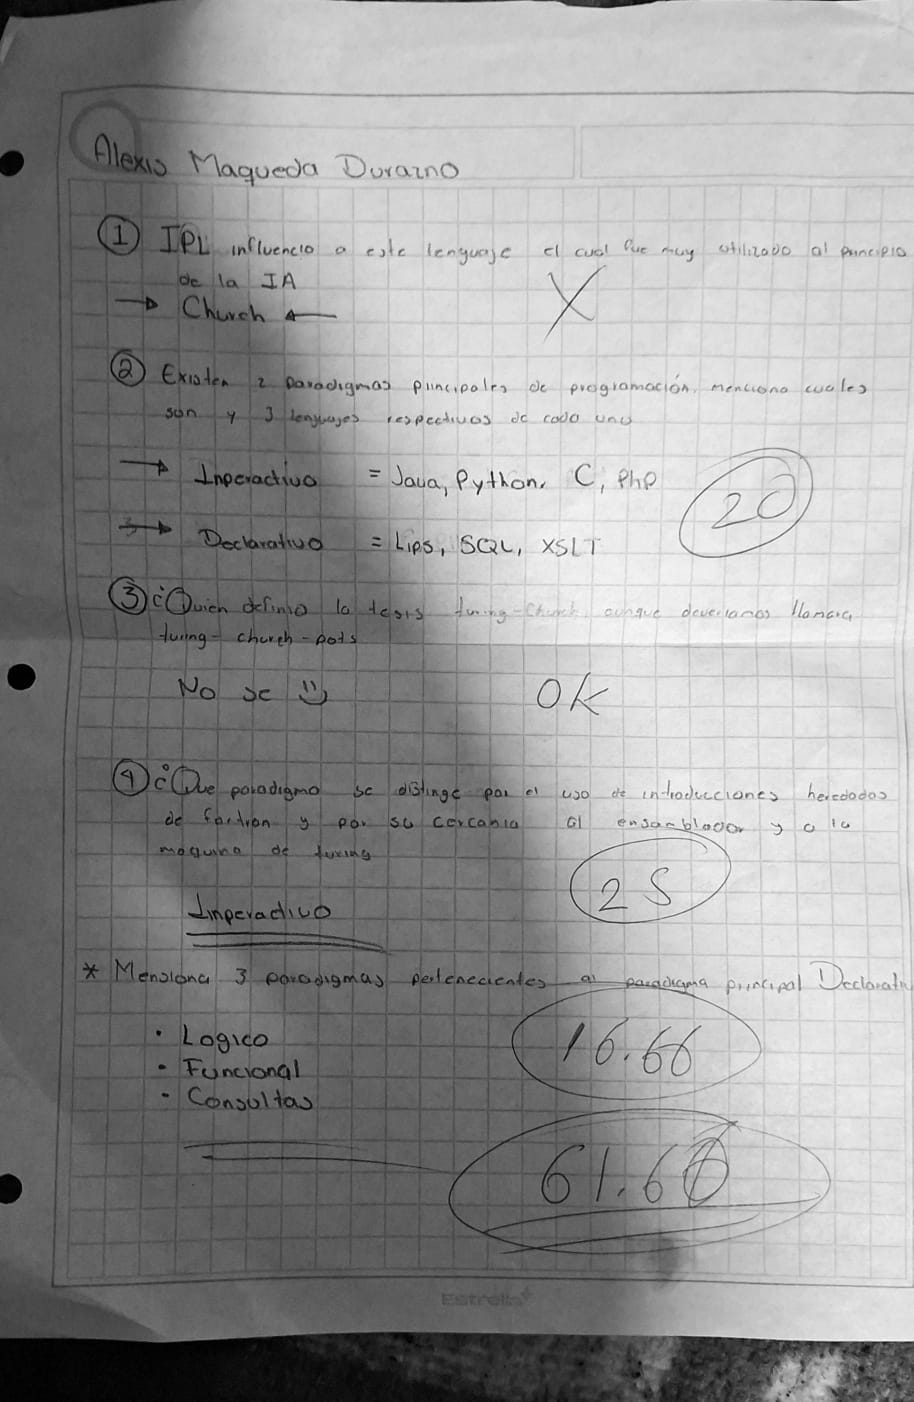 Alexis Maqueda Durazno
① IPL influencio a este lenguaje el cual fue muy utilizado al principio
de la IA
→ Church ←
X
② Existen 2 paradigmas principales de programación, menciona cuales
son y 3 lenguajes respectivos de cada uno
→ Inperactivo = Java, Python, C, PhP
20
→ Declarativo = Lips, SQL, XSLT
③ ¿Quien definio la tesis turing-church, aunque deveriamos llamarla
turing-church-pots
No se
OK
④ ¿Que paradigma se distinge por el uso de introducciones heredadas
de fortran y por su cercania al ensamblador y a la
maquina de turing
25
Imperadivo
* Mensiona 3 paradigmas pertenecientes al paradigma principal Declarativ
• Logico
16.66
• Funcional
• Consultas
61.66
Estrella